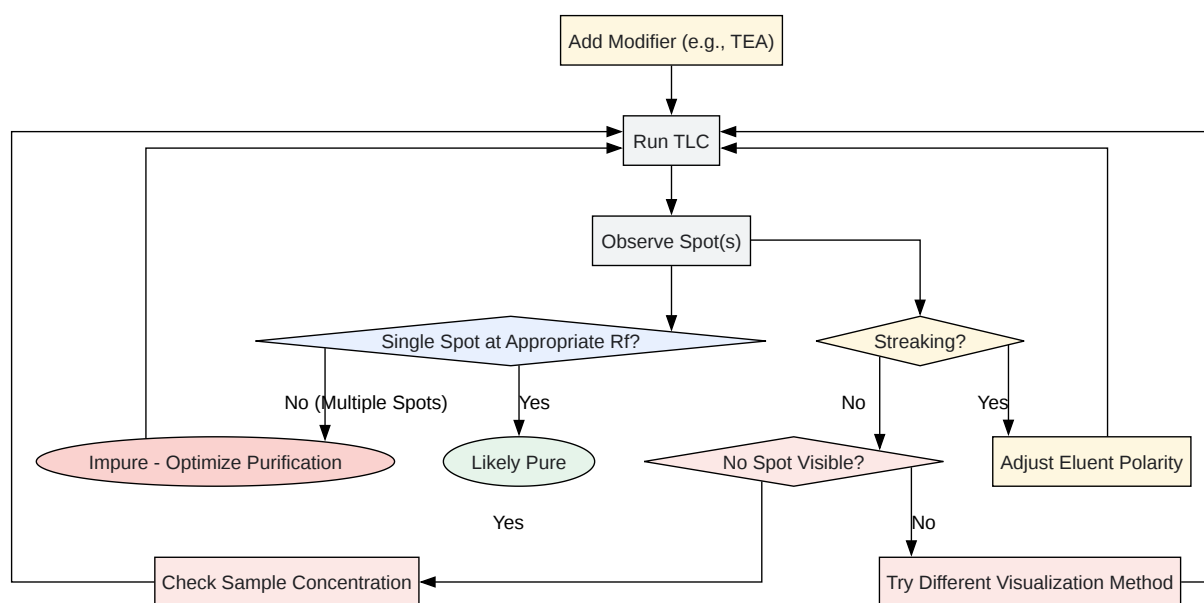 Add Modifier (e.g., TEA)
Run TLC
Observe Spot(s)
Single Spot at Appropriate Rf?
Streaking?
No (Multiple Spots)
Yes
No
Yes
Impure - Optimize Purification
Likely Pure
No Spot Visible?
Adjust Eluent Polarity
Yes
No
Check Sample Concentration
Try Different Visualization Method